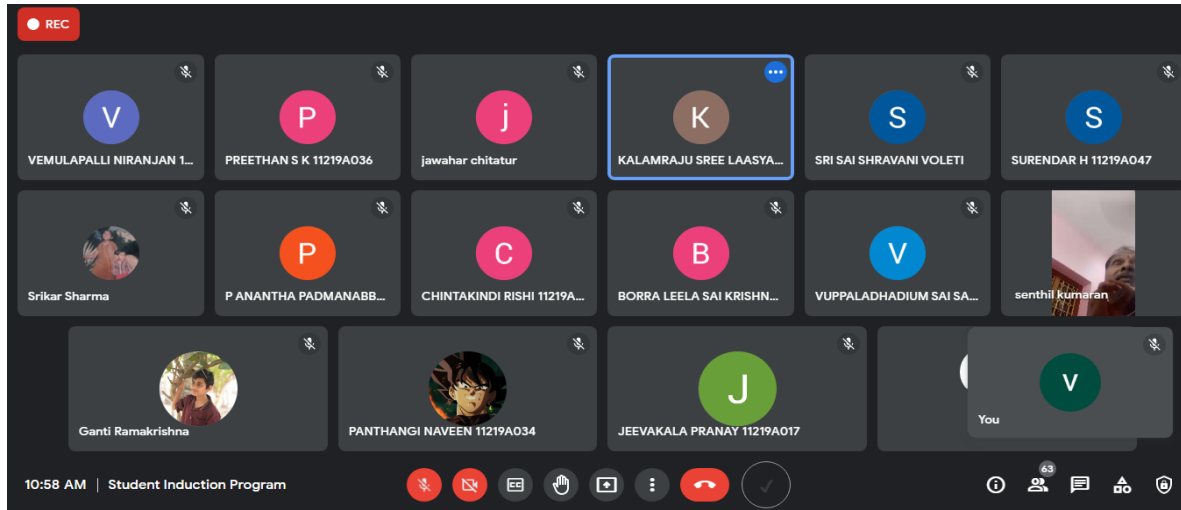 REC
V
P
j
K
S
S
VEMULAPALLI NIRANJAN 1...
PREETHAN S K 11219A036
jawahar chitatur
KALAMRAJU SREE LAASYA...
SRI SAI SHRAVANI VOLETI
SURENDAR H 11219A047
P
C
B
V
Srikar Sharma
P ANANTHA PADMANABB...
CHINTAKINDI RISHI 11219A...
BORRA LEELA SAI KRISHN...
VUPPALADHADIUM SAI SA...
senthil kumaran
J
V
Ganti Ramakrishna
PANTHANGI NAVEEN 11219A034
JEEVAKALA PRANAY 11219A017
You
10:58 AM | Student Induction Program
CC
63